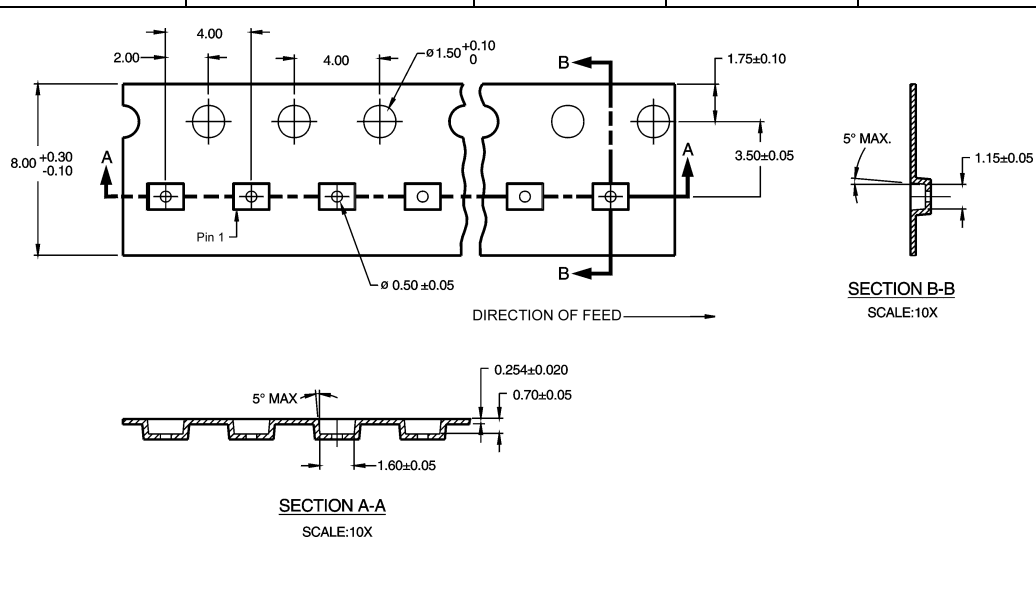 4.00
2.00
4.00
ø1.50 +0.10
0
B
1.75±0.10
8.00 +0.30
-0.10
A
A
3.50±0.05
5° MAX.
1.15±0.05
Pin 1
ø 0.50 ±0.05
B
SECTION B-B
SCALE:10X
DIRECTION OF FEED
5° MAX
0.254±0.020
0.70±0.05
1.60±0.05
SECTION A-A
SCALE:10X